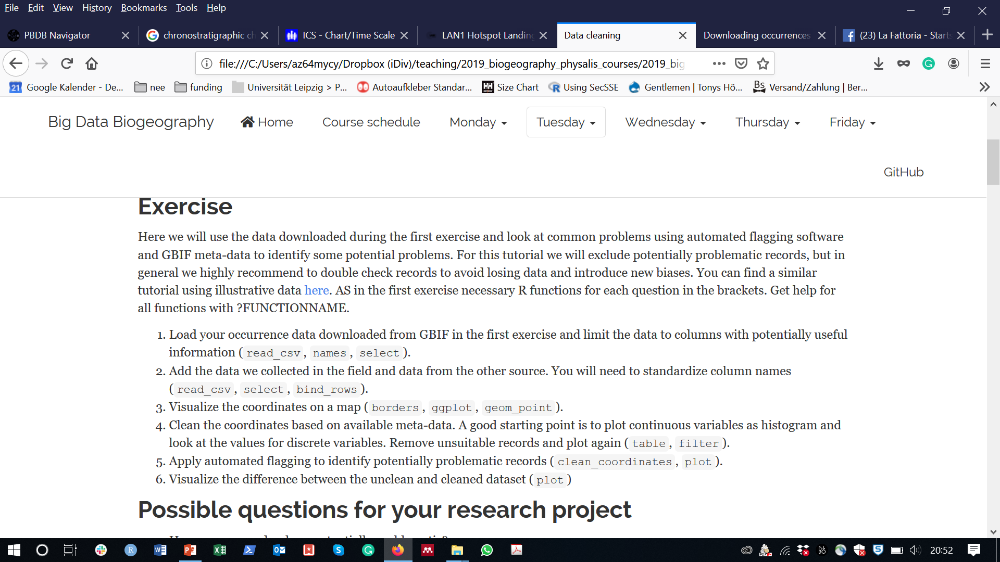 File Edit View History Bookmarks Tools Help
PBDB Navigator chronostratigraphic ch ICS - Chart/Time Scale LAN1 Hotspot Landing Data cleaning Downloading occurrences (23) La Fattoria - Starts
file:///C:/Users/az64mycy/Dropbox (iDiv)/teaching/2019_biogeography_physalis_courses/2019_big
21 Google Kalender - De... nee funding Universität Leipzig > P... Autoaufkleber Standar... HH Size Chart R Using SecSSE Gentlemen | Tonys Hö... Bs Versand/Zahlung | Ber...
Big Data Biogeography Home Course schedule Monday Tuesday Wednesday Thursday Friday
GitHub
Exercise
Here we will use the data downloaded during the first exercise and look at common problems using automated flagging software
and GBIF meta-data to identify some potential problems. For this tutorial we will exclude potentially problematic records, but in
general we highly recommend to double check records to avoid losing data and introduce new biases. You can find a similar
tutorial using illustrative data here. AS in the first exercise necessary R functions for each question in the brackets. Get help for
all functions with ?FUNCTIONNAME.
1. Load your occurrence data downloaded from GBIF in the first exercise and limit the data to columns with potentially useful
information ( read_csv , names , select ).
2. Add the data we collected in the field and data from the other source. You will need to standardize column names
( read_csv , select , bind_rows ).
3. Visualize the coordinates on a map ( borders , ggplot , geom_point ).
4. Clean the coordinates based on available meta-data. A good starting point is to plot continuous variables as histogram and
look at the values for discrete variables. Remove unsuitable records and plot again ( table , filter ).
5. Apply automated flagging to identify potentially problematic records ( clean_coordinates , plot ).
6. Visualize the difference between the unclean and cleaned dataset ( plot )
Possible questions for your research project
20:52